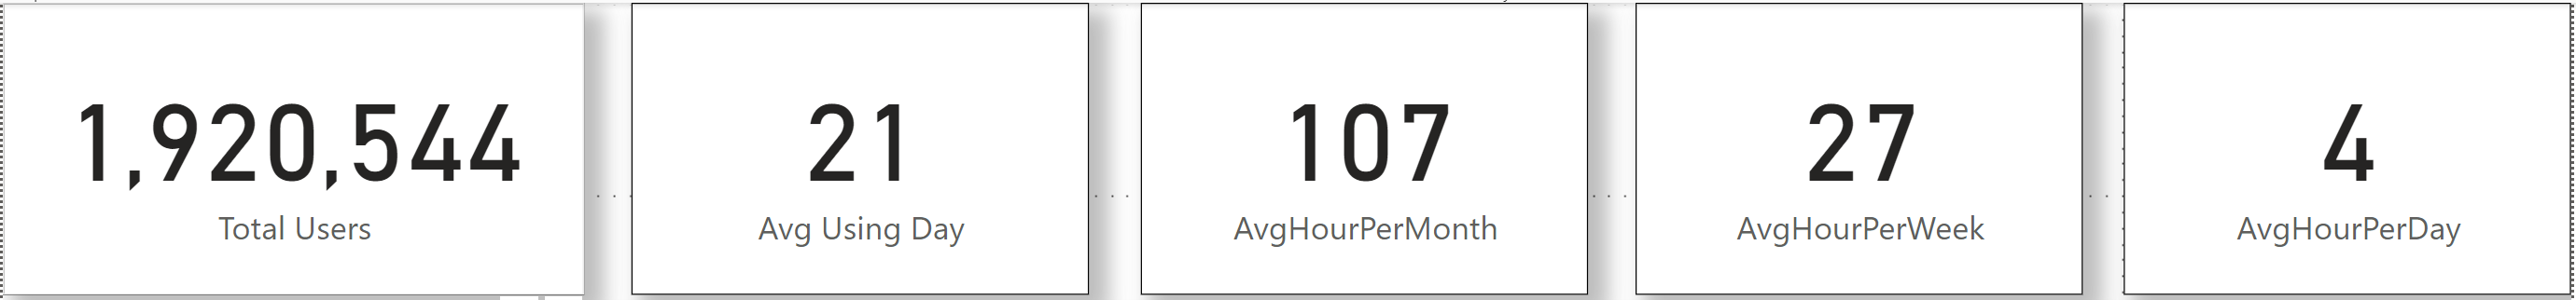 1,920,544
Total Users
21
Avg Using Day
107
AvgHourPerMonth
27
AvgHourPerWeek
4
AvgHourPerDay